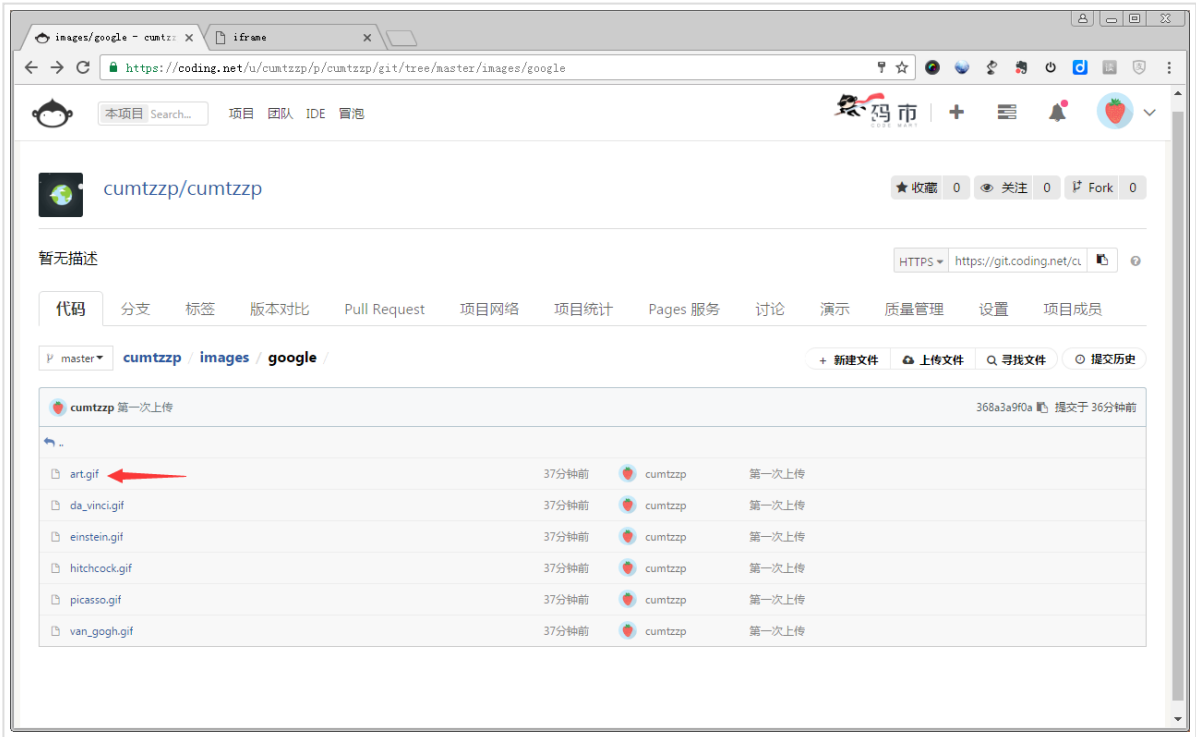 images/google - cumtzz
iframe
https://coding.net/u/cumtzzp/p/cumtzzp/git/tree/master/images/google
本项目 Search... 项目 团队 IDE 冒泡 码市
CODE MART
cumtzzp/cumtzzp 收藏 0 关注 0 Fork 0
暂无描述 HTTPS https://git.coding.net/cu
代码 分支 标签 版本对比 Pull Request 项目网络 项目统计 Pages 服务 讨论 演示 质量管理 设置 项目成员
master cumtzzp / images / google / + 新建文件 上传文件 寻找文件 提交历史
cumtzzp 第一次上传 368a3a9f0a 提交于 36分钟前
..
art.gif 37分钟前 cumtzzp 第一次上传
da_vinci.gif 37分钟前 cumtzzp 第一次上传
einstein.gif 37分钟前 cumtzzp 第一次上传
hitchcock.gif 37分钟前 cumtzzp 第一次上传
picasso.gif 37分钟前 cumtzzp 第一次上传
van_gogh.gif 37分钟前 cumtzzp 第一次上传